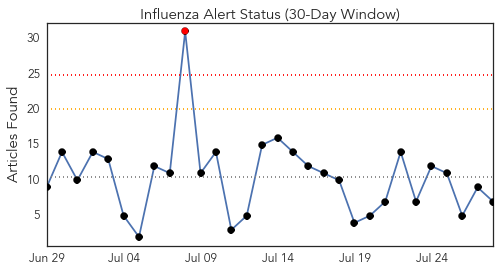 Influenza Alert Status (30-Day Window)
Articles Found
30
25
20
15
10
5
Jun 29 Jul 04 Jul 09 Jul 14 Jul 19 Jul 24